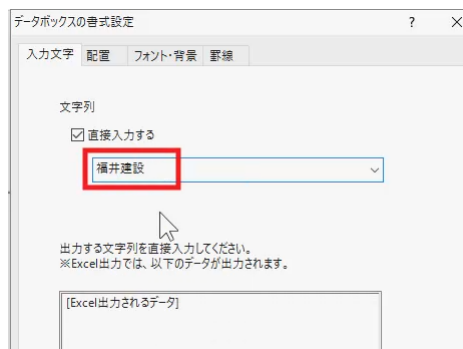 データボックスの書式設定 ? ×
入力文字 配置 フォント・背景 罫線
文字列
直接入力する
福井建設
出力する文字列を直接入力してください。
※Excel出力では、以下のデータが出力されます。
[Excel出力されるデータ]